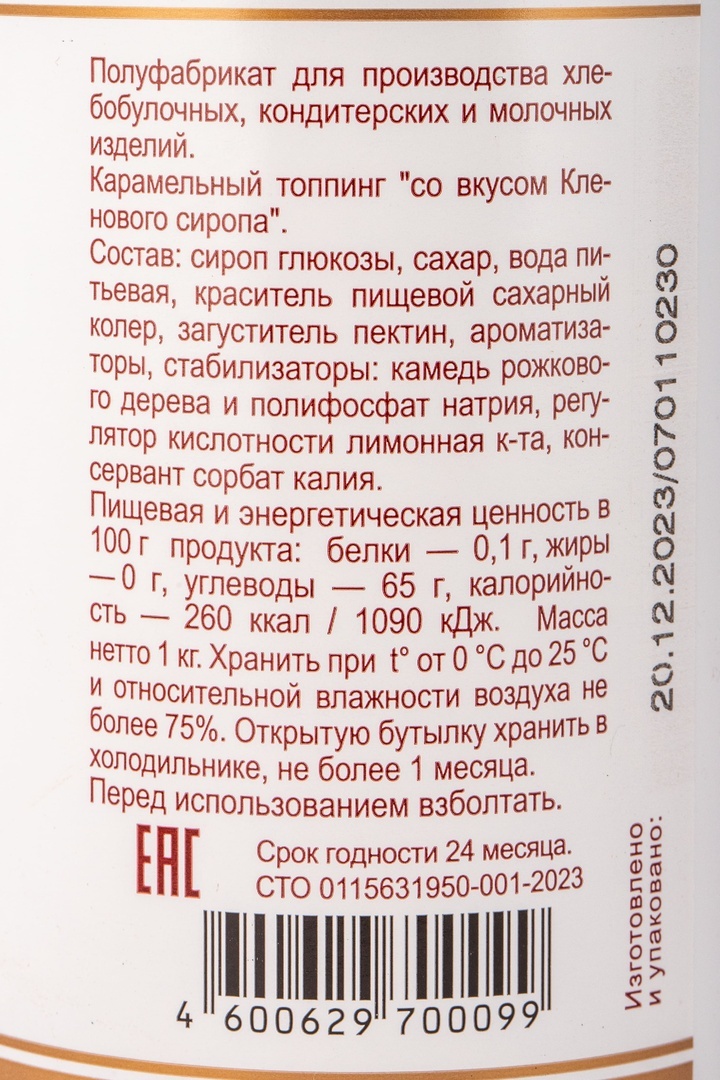 Полуфабрикат для производства хле-
бобулочных, кондитерских и молочных
изделий.
Карамельный топпинг "со вкусом Кле-
нового сиропа".
Состав: сироп глюкозы, сахар, вода пи-
тьевая, краситель пищевой сахарный
колер, загуститель пектин, ароматиза-
торы, стабилизаторы: камедь рожково-
го дерева и полифосфат натрия, регу-
лятор кислотности лимонная к-та, кон-
сервант сорбат калия.
Пищевая и энергетическая ценность в
100 г продукта: белки — 0,1 г, жиры
— 0 г, углеводы — 65 г, калорийно-
сть — 260 ккал / 1090 кДж. Масса
нетто 1 кг. Хранить при t° от 0 °С до 25 °С
и относительной влажности воздуха не
более 75%. Открытую бутылку хранить в
холодильнике, не более 1 месяца.
Перед использованием взболтать.
ЕАС
Срок годности 24 месяца.
СТО 0115631950-001-2023
4 600629 700099
Изготовлено
и упаковано:
20.12.2023/070110230